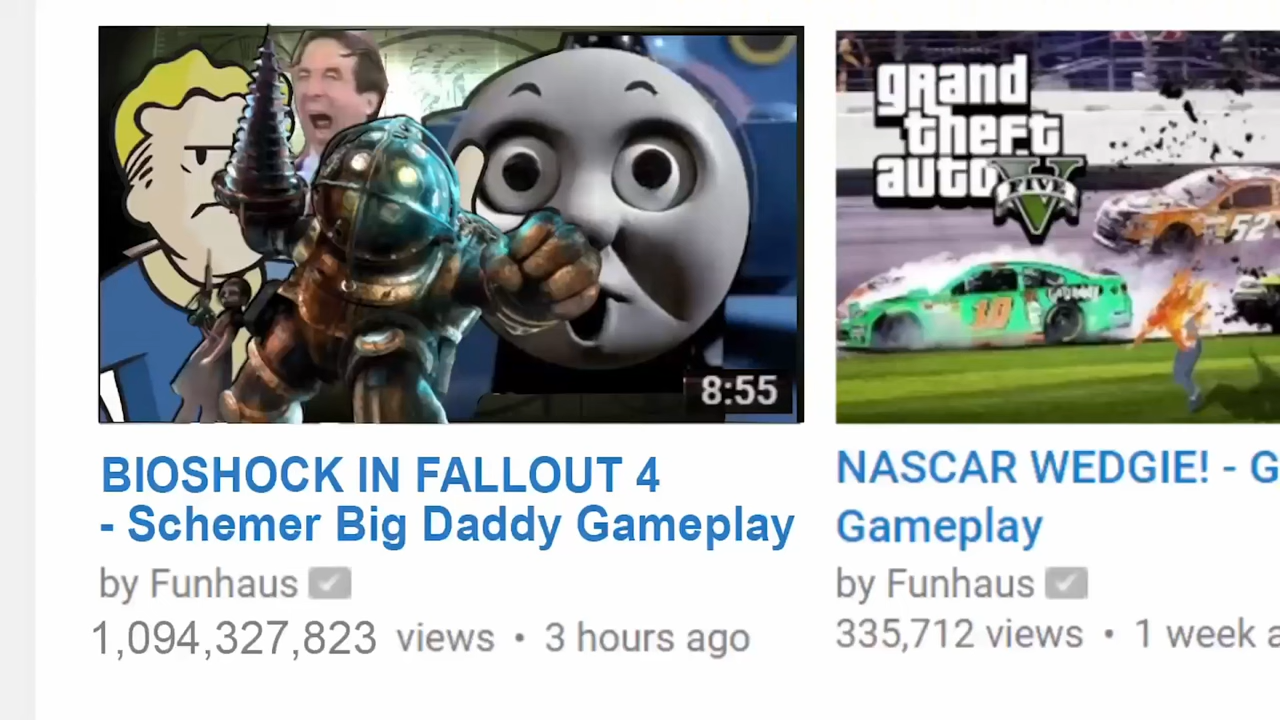 8:55
BIOSHOCK IN FALLOUT 4
- Schemer Big Daddy Gameplay
by Funhaus
1,094,327,823 views • 3 hours ago
grand
theft
auto
FIVE
52
10
NASCAR WEDGIE! - G
Gameplay
by Funhaus
335,712 views • 1 week a